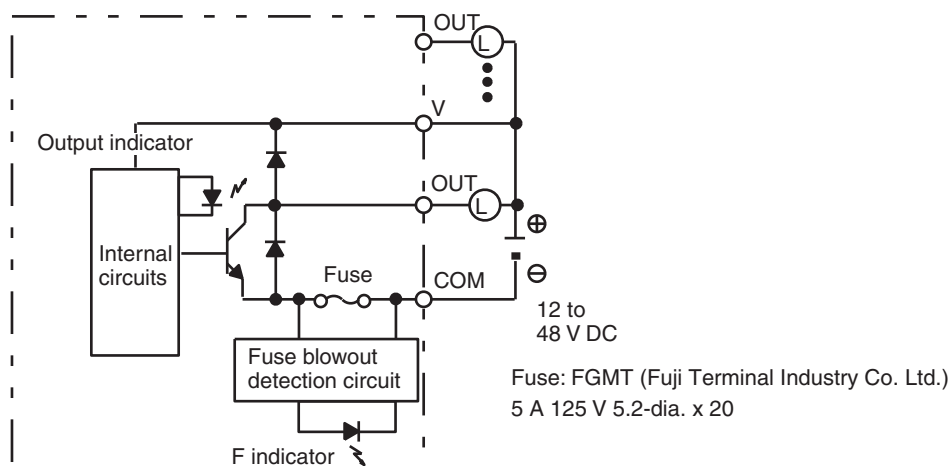 OUT
L
V
Output indicator
OUT
L
⊕
Internal
circuits
Fuse
COM
⊖
12 to
48 V DC
Fuse blowout
detection circuit
Fuse: FGMT (Fuji Terminal Industry Co. Ltd.)
5 A 125 V 5.2-dia. x 20
F indicator